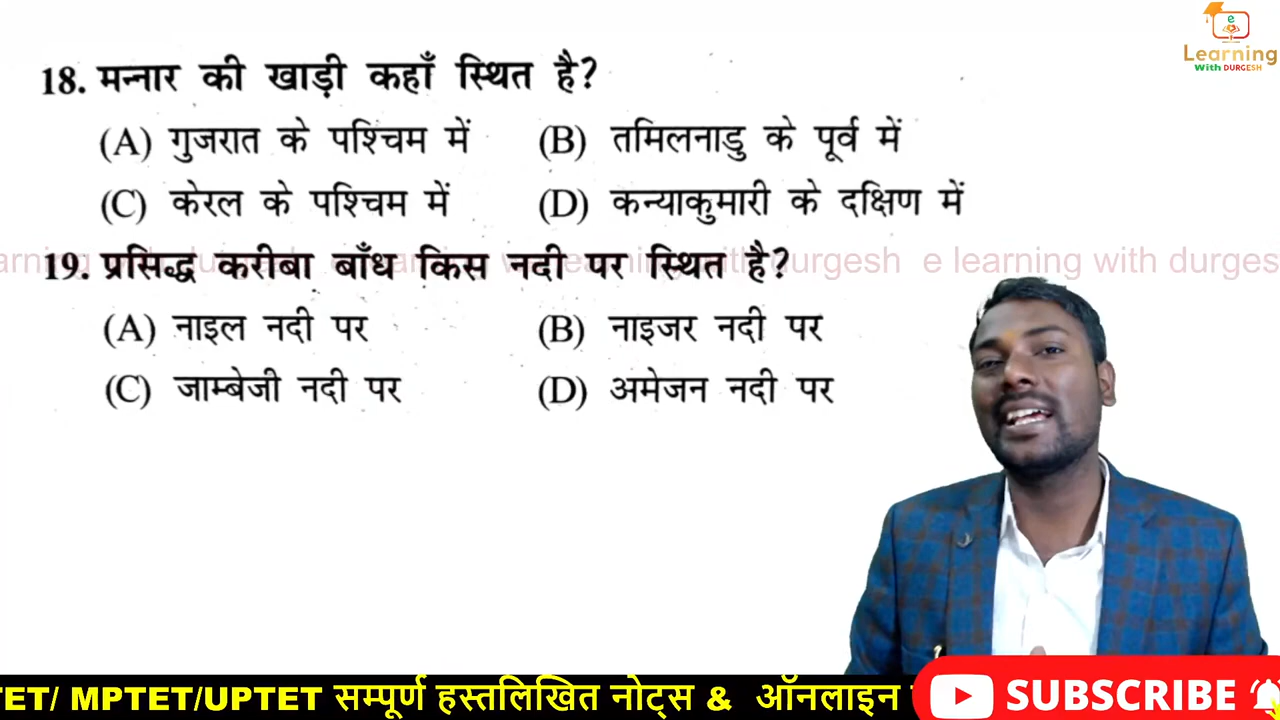 e
Learning
With DURGESH
18. मन्नार की खाड़ी कहाँ स्थित है?
(A) गुजरात के पश्चिम में (B) तमिलनाडु के पूर्व में
(C) केरल के पश्चिम में (D) कन्याकुमारी के दक्षिण में
19. प्रसिद्ध करीबा बाँध किस नदी पर स्थित है?
e learning with durges
(A) नाइल नदी पर (B) नाइजर नदी पर
(C) जाम्बेजी नदी पर (D) अमेजन नदी पर
TET/ MPTET/UPTET सम्पूर्ण हस्तलिखित नोट्स & ऑनलाइन
SUBSCRIBE